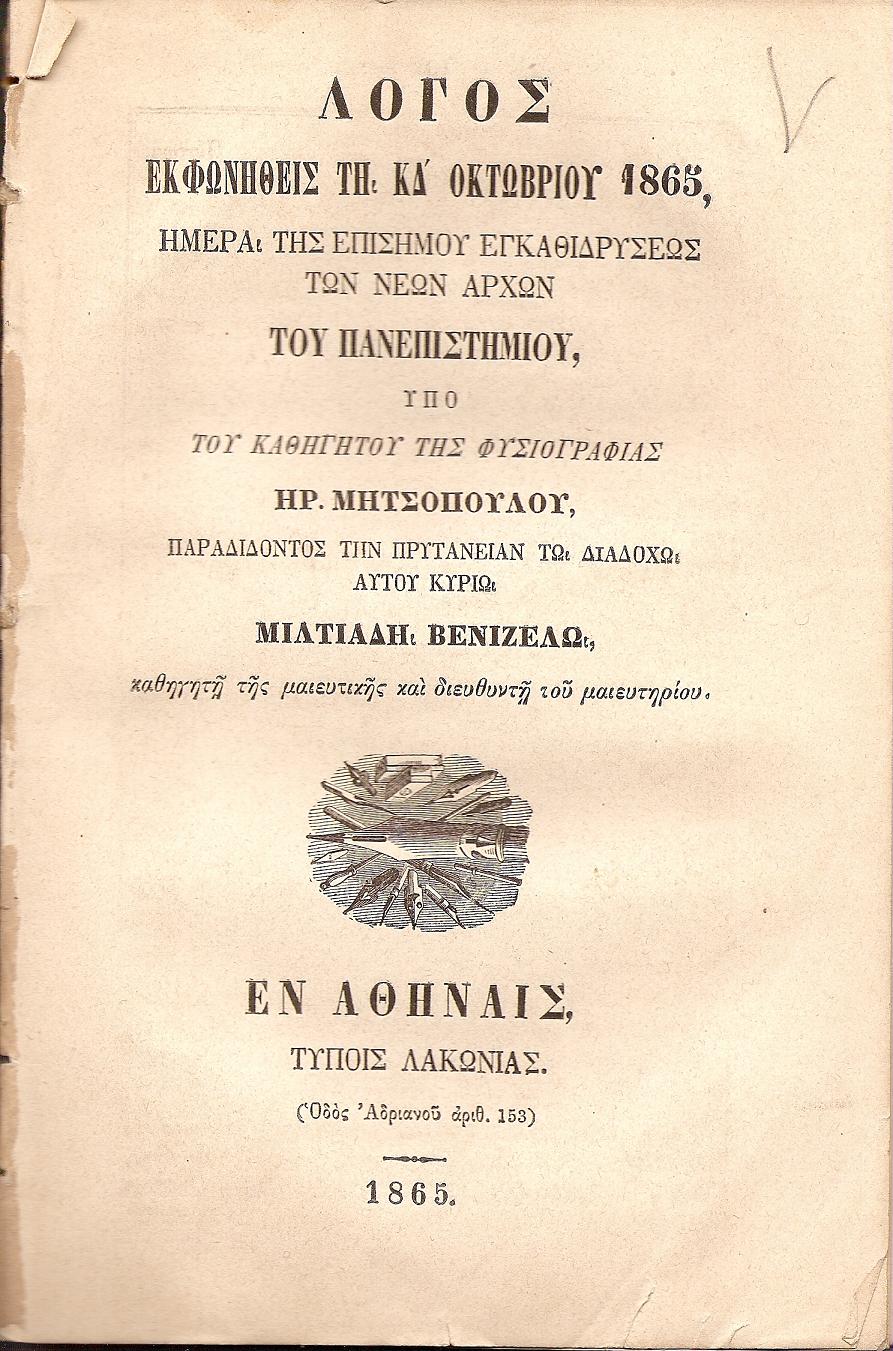 ΛΟΓΟΣ
ΕΚΦΩΝΗΘΕΙΣ ΤΗι ΚΔ΄ ΟΚΤΩΒΡΙΟΥ 1865,
ΗΜΕΡΑι ΤΗΣ ΕΠΙΣΗΜΟΥ ΕΓΚΑΘΙΔΡΥΣΕΩΣ
ΤΩΝ ΝΕΩΝ ΑΡΧΩΝ
ΤΟΥ ΠΑΝΕΠΙΣΤΗΜΙΟΥ,
ΥΠΟ
ΤΟΥ ΚΑΘΗΓΗΤΟΥ ΤΗΣ ΦΥΣΙΟΓΡΑΦΙΑΣ
ΗΡ. ΜΗΤΣΟΠΟΥΛΟΥ,
ΠΑΡΑΔΙΔΟΝΤΟΣ ΤΗΝ ΠΡΥΤΑΝΕΙΑΝ ΤΩι ΔΙΑΔΟΧΩι
ΑΥΤΟΥ ΚΥΡΙΩι
ΜΙΛΤΙΑΔΗι ΒΕΝΙΖΕΛΩι,
καθηγητῇ τῆς μαιευτικῆς καὶ διευθυντῇ τοῦ μαιευτηρίου.
ΕΝ ΑΘΗΝΑΙΣ,
ΤΥΠΟΙΣ ΛΑΚΩΝΙΑΣ.
(Ὁδὸς Ἀδριανοῦ ἀριθ. 153)
1865.